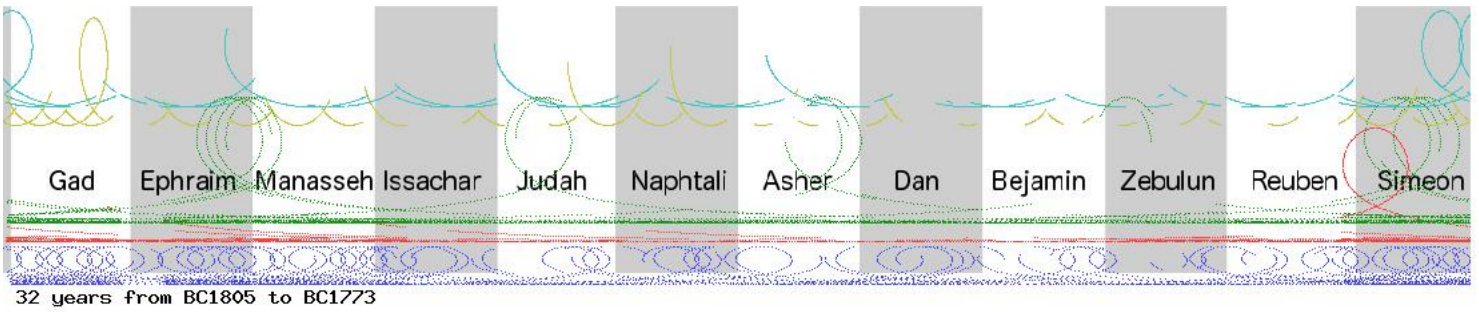 Gad Ephraim Manasseh Issachar Judah Naphtali Asher Dan Bejamin Zebulun Reuben Simeon
32 years from BC1805 to BC1773